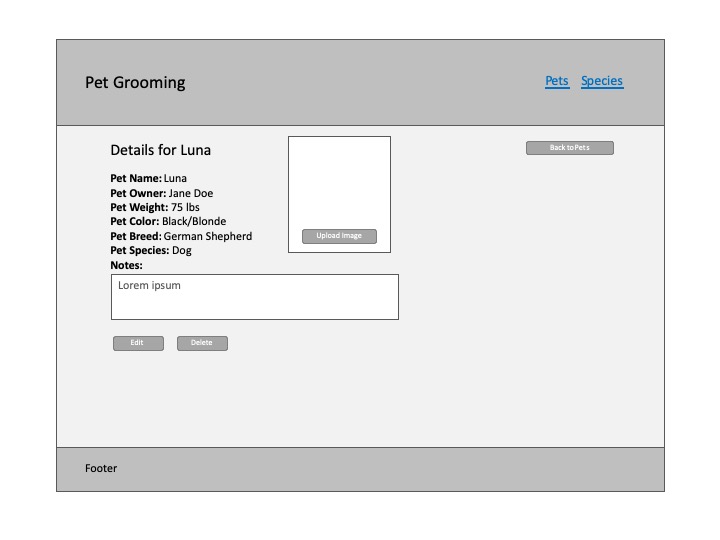 Pet Grooming
Pets Species
Details for Luna
Back to Pets
Pet Name: Luna
Pet Owner: Jane Doe
Pet Weight: 75 lbs
Pet Color: Black/Blonde
Pet Breed: German Shepherd
Upload Image
Pet Species: Dog
Notes:
Lorem ipsum
Edit Delete
Footer